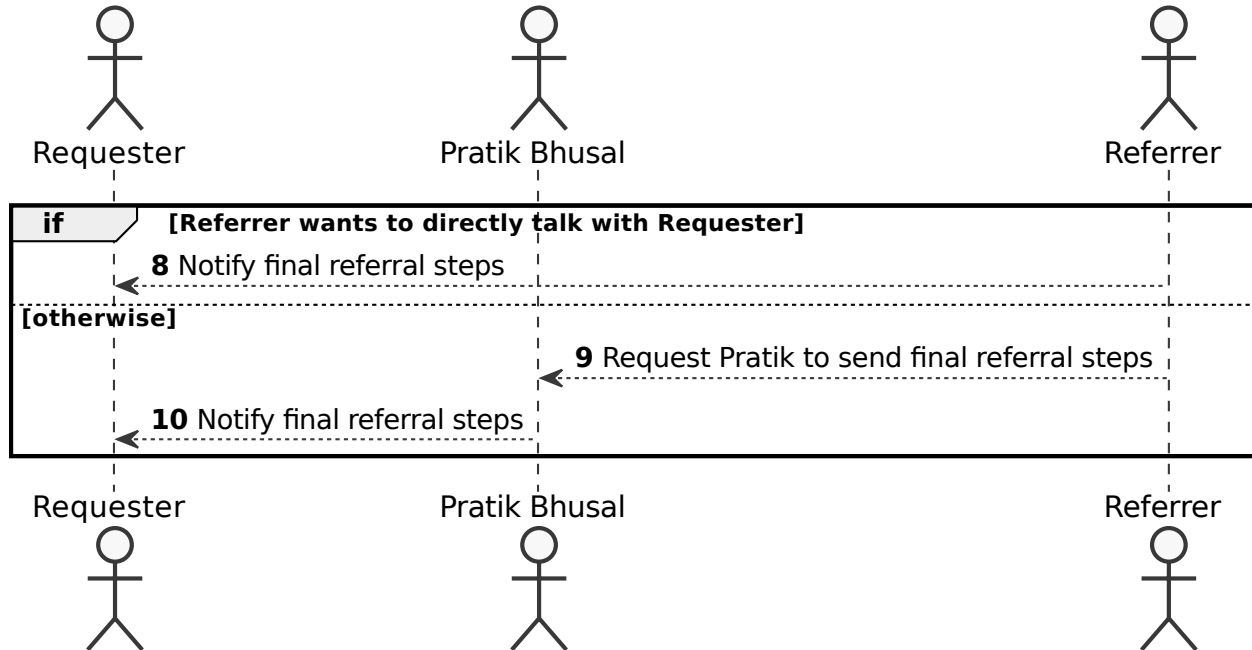 Requester Pratik Bhusal Referrer
if [Referrer wants to directly talk with Requester]
8 Notify final referral steps
[otherwise]
9 Request Pratik to send final referral steps
10 Notify final referral steps
Requester Pratik Bhusal Referrer